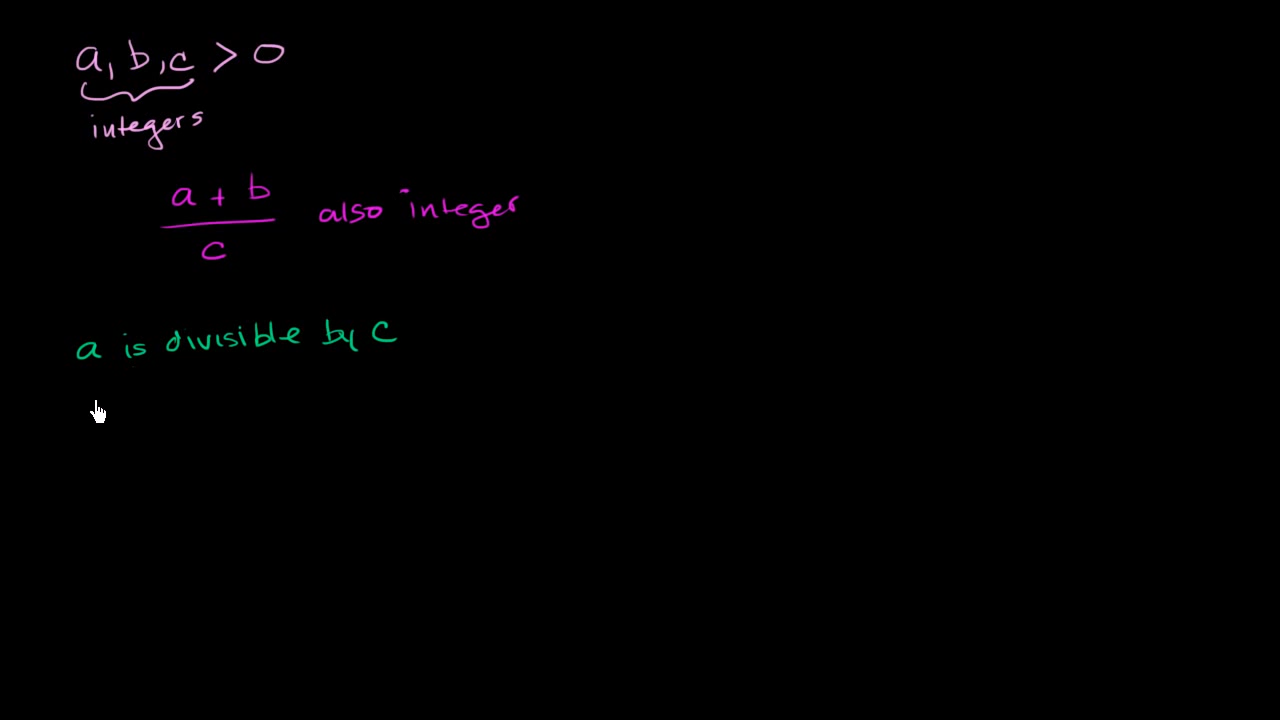 a, b, c > 0
integers
a + b
c
also integer
a is divisible by c